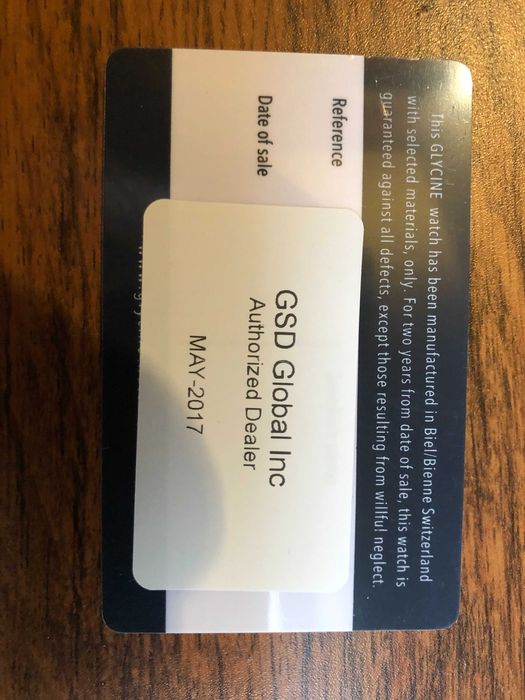 This GLYCINE watch has been manufactured in Biel/Bienne Switzerland
with selected materials, only. For two years from date of sale, this watch is
guaranteed against all defects, except those resulting from willful neglect.
Reference
Date of sale
GSD Global Inc
Authorized Dealer
MAY-2017